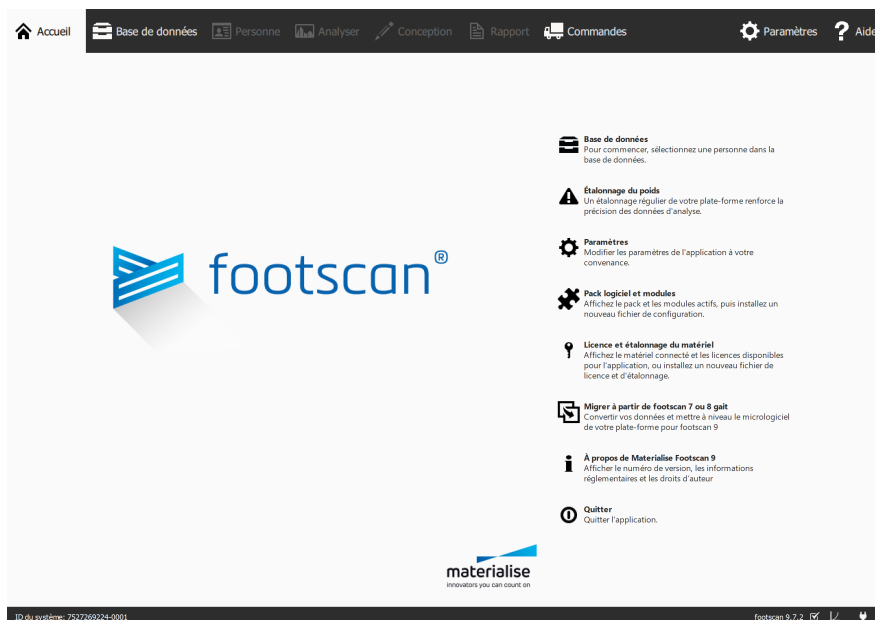 Accueil Base de données Personne Analyser Conception Rapport Commandes Paramètres ? Aide
Base de données
Pour commencer, sélectionnez une personne dans la
base de données.
Étalonnage du poids
Un étalonnage régulier de votre plate-forme renforce la
précision des données d'analyse.
Paramètres
Modifier les paramètres de l'application à votre
convenance.
footscan®
Pack logiciel et modules
Affichez le pack et les modules actifs, puis installez un
nouveau fichier de configuration.
Licence et étalonnage du matériel
Affichez le matériel connecté et les licences disponibles
pour l'application, ou installez un nouveau fichier de
licence et d'étalonnage.
Migrer à partir de footscan 7 ou 8 gait
Convertir vos données et mettre à niveau le micrologiciel
de votre plate-forme pour footscan 9
À propos de Materialise Footscan 9
Afficher le numéro de version, les informations
réglementaires et les droits d'auteur
Quitter
Quitter l'application.
materialise
innovators you can count on
ID du système: 7527269224-0001 footscan 9.7.2